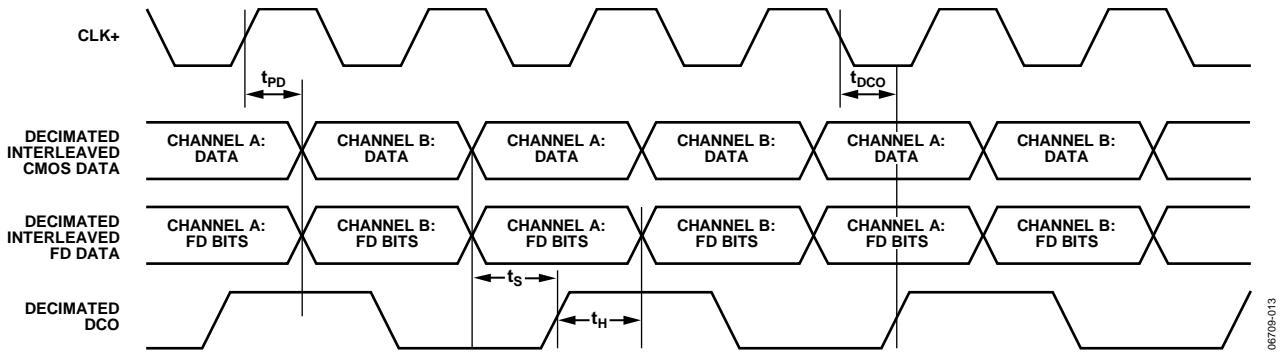 CLK+
tPD
tDCO
DECIMATED
INTERLEAVED
CMOS DATA
CHANNEL A:
DATA
CHANNEL B:
DATA
CHANNEL A:
DATA
CHANNEL B:
DATA
CHANNEL A:
DATA
CHANNEL B:
DATA
DECIMATED
INTERLEAVED
FD DATA
CHANNEL A:
FD BITS
CHANNEL B:
FD BITS
CHANNEL A:
FD BITS
CHANNEL B:
FD BITS
CHANNEL A:
FD BITS
CHANNEL B:
FD BITS
tS
DECIMATED
DCO
tH
06709-013